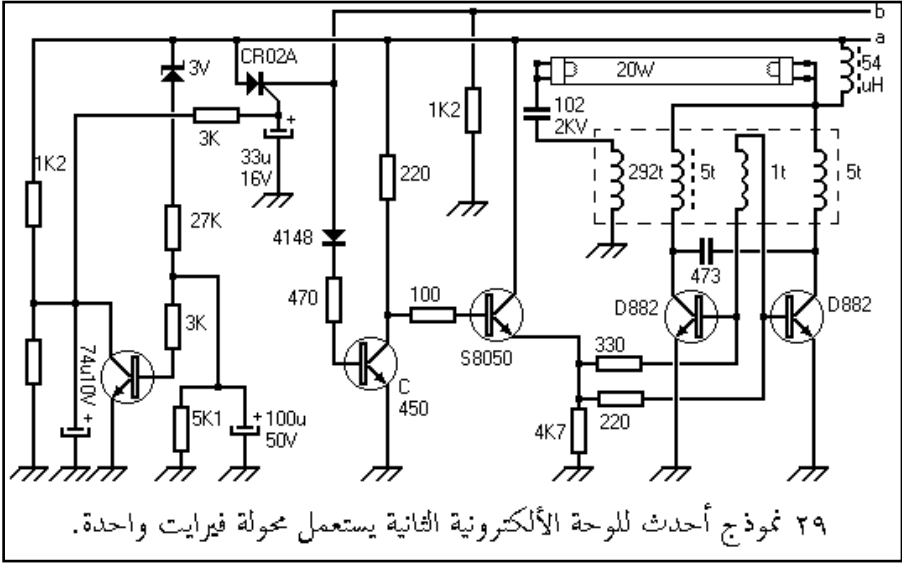 b
a
3V
CR02A
54
uH
20W
102
2KV
1K2
3K
33u
16V
1K2
220
292t
5t
1t
5t
27K
4148
473
470
100
D882
D882
3K
S8050
330
74u10V
C
450
5K1
100u
50V
4K7
220
+
+
+
٢٩ نموذج أحدث للوحة الألكترونية الثانية يستعمل محولة فيرايت واحدة.